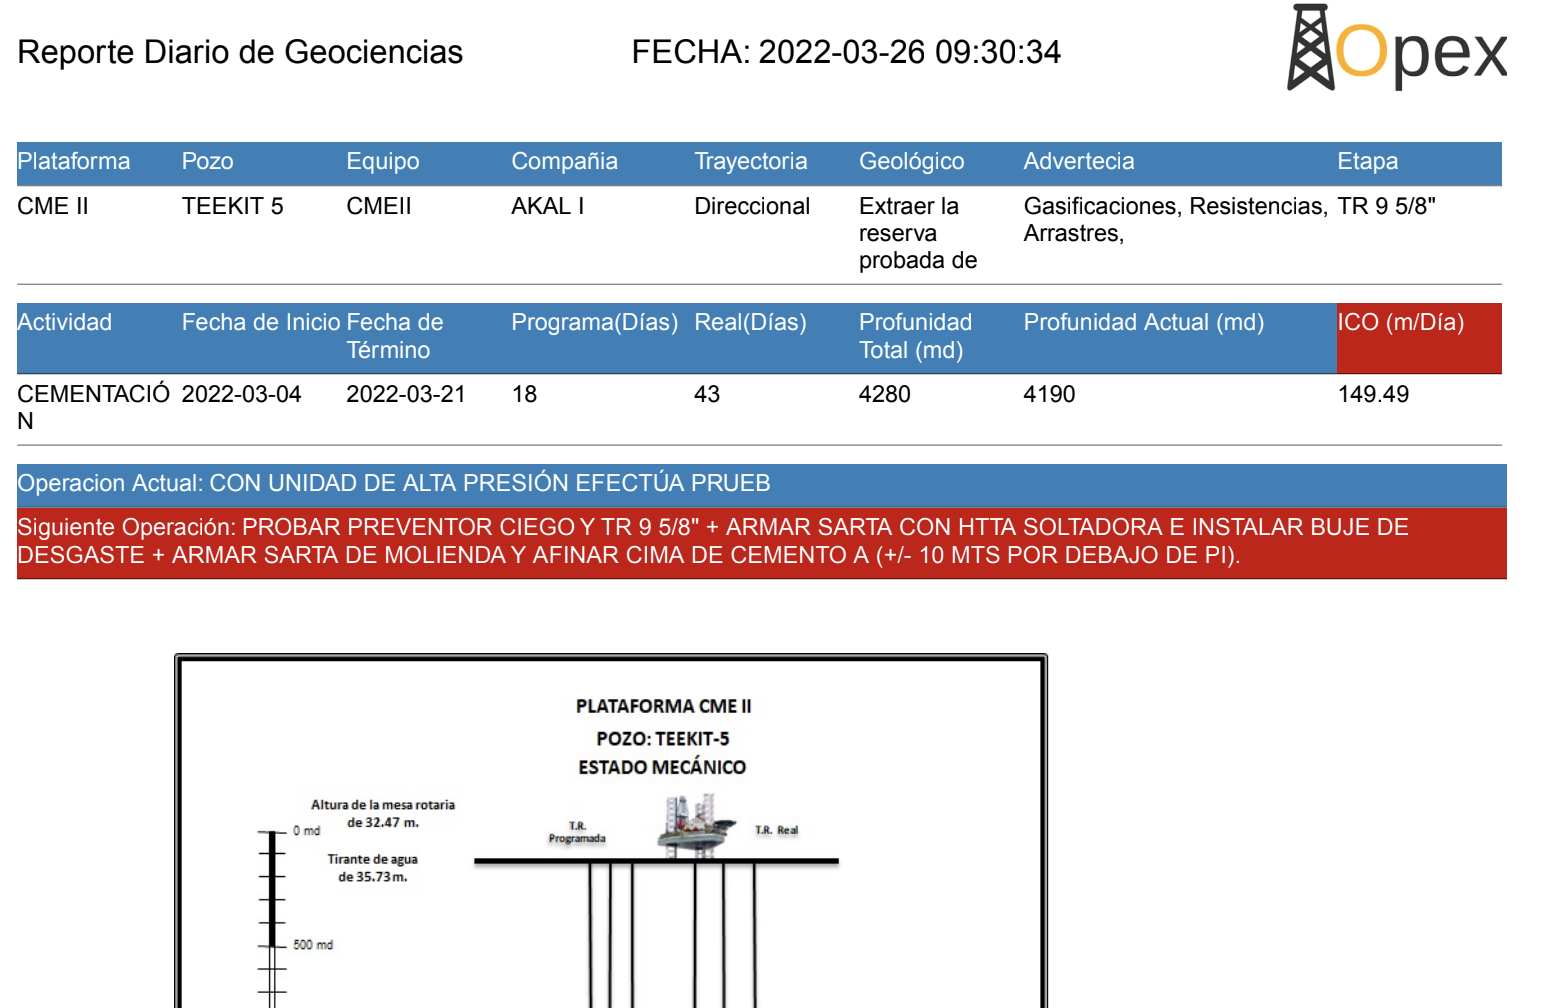 Reporte Diario de Geociencias FECHA: 2022-03-26 09:30:34 Opex
Plataforma Pozo Equipo Compañia Trayectoria Geológico Advertecia Etapa
CME II TEEKIT 5 CMEII AKAL I Direccional Extraer la Gasificaciones, Resistencias, TR 9 5/8"
reserva Arrastres,
probada de
Actividad Fecha de Inicio Fecha de Programa(Días) Real(Días) Profunidad Profunidad Actual (md) ICO (m/Día)
Término Total (md)
CEMENTACIÓ 2022-03-04 2022-03-21 18 43 4280 4190 149.49
N
Operacion Actual: CON UNIDAD DE ALTA PRESIÓN EFECTÚA PRUEB
Siguiente Operación: PROBAR PREVENTOR CIEGO Y TR 9 5/8" + ARMAR SARTA CON HTTA SOLTADORA E INSTALAR BUJE DE
DESGASTE + ARMAR SARTA DE MOLIENDA Y AFINAR CIMA DE CEMENTO A (+/- 10 MTS POR DEBAJO DE PI).
PLATAFORMA CME II
POZO: TEEKIT-5
ESTADO MECÁNICO
Altura de la mesa rotaria
de 32.47 m.
0 md
T.R.
Programada
T.R. Real
Tirante de agua
de 35.73 m.
500 md